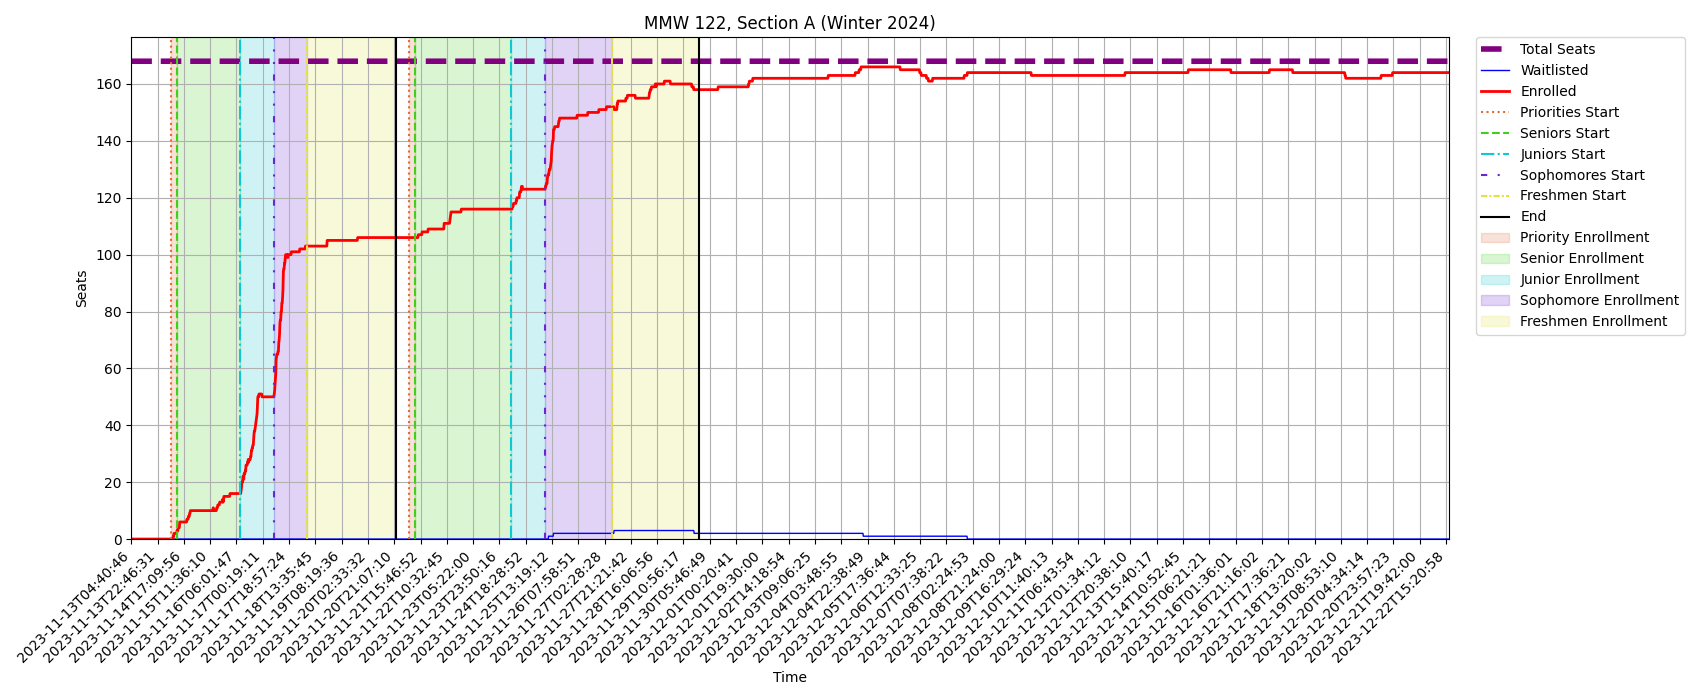 MMW 122, Section A (Winter 2024)
Total Seats
Waitlisted
Enrolled
Priorities Start
Seniors Start
Juniors Start
Sophomores Start
Freshmen Start
End
Priority Enrollment
Senior Enrollment
Junior Enrollment
Sophomore Enrollment
Freshmen Enrollment
Seats
160
140
120
100
80
60
40
20
0
2023-11-13T04:40:46
2023-11-13T22:46:31
2023-11-14T17:09:56
2023-11-15T11:36:10
2023-11-16T06:01:47
2023-11-17T00:19:11
2023-11-17T18:57:24
2023-11-18T13:35:45
2023-11-19T08:19:36
2023-11-20T02:33:32
2023-11-20T21:07:10
2023-11-21T15:46:52
2023-11-22T10:32:45
2023-11-23T05:22:00
2023-11-23T23:50:16
2023-11-24T18:28:52
2023-11-25T13:19:12
2023-11-26T07:58:51
2023-11-27T02:28:28
2023-11-27T21:21:42
2023-11-28T16:06:56
2023-11-29T10:56:17
2023-11-30T05:46:49
2023-12-01T00:20:41
2023-12-01T19:30:00
2023-12-02T14:18:54
2023-12-03T09:06:25
2023-12-04T03:48:55
2023-12-04T22:38:49
2023-12-05T17:36:44
2023-12-06T12:33:25
2023-12-07T07:38:22
2023-12-08T02:24:53
2023-12-08T21:24:00
2023-12-09T16:29:24
2023-12-10T11:40:13
2023-12-11T06:43:54
2023-12-12T01:34:12
2023-12-12T20:38:10
2023-12-13T15:40:17
2023-12-14T10:52:45
2023-12-15T06:21:21
2023-12-16T01:36:01
2023-12-16T21:16:02
2023-12-17T17:36:21
2023-12-18T13:20:02
2023-12-19T08:53:10
2023-12-20T04:34:14
2023-12-20T23:57:23
2023-12-21T19:42:00
2023-12-22T15:20:58
Time